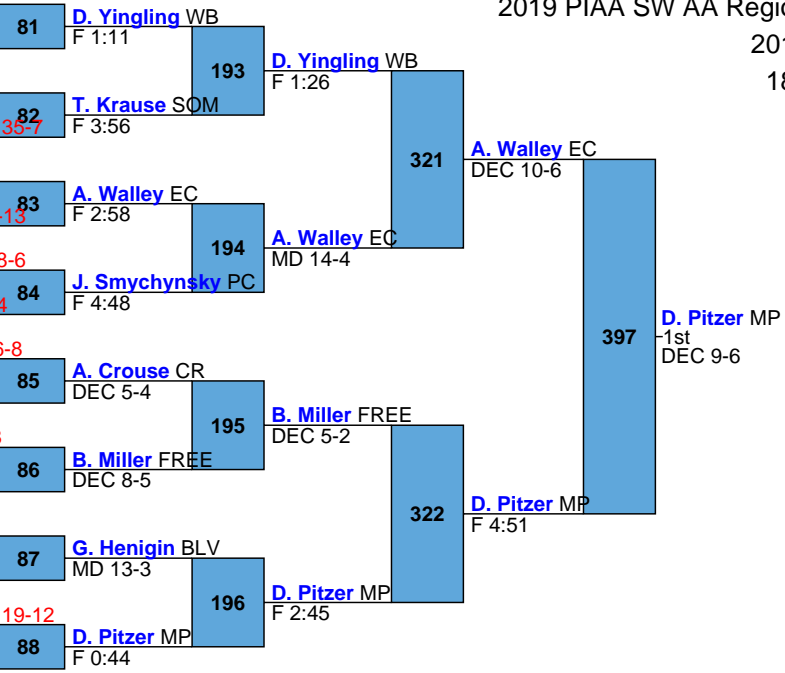 2019 PIAA SW AA Regio
201
18
81
D. Yingling WB
F 1:11
193
D. Yingling WB
F 1:26
82
35-7
T. Krause SOM
F 3:56
321
A. Walley EC
DEC 10-6
83
-13
A. Walley EC
F 2:58
194
A. Walley EC
MD 14-4
8-6
84
4
J. Smychynsky PC
F 4:48
397
D. Pitzer MP
1st
DEC 9-6
6-8
85
A. Crouse CR
DEC 5-4
195
B. Miller FREE
DEC 5-2
86
B. Miller FREE
DEC 8-5
322
D. Pitzer MP
F 4:51
87
G. Henigin BLV
MD 13-3
196
D. Pitzer MP
F 2:45
19-12
88
D. Pitzer MP
F 0:44